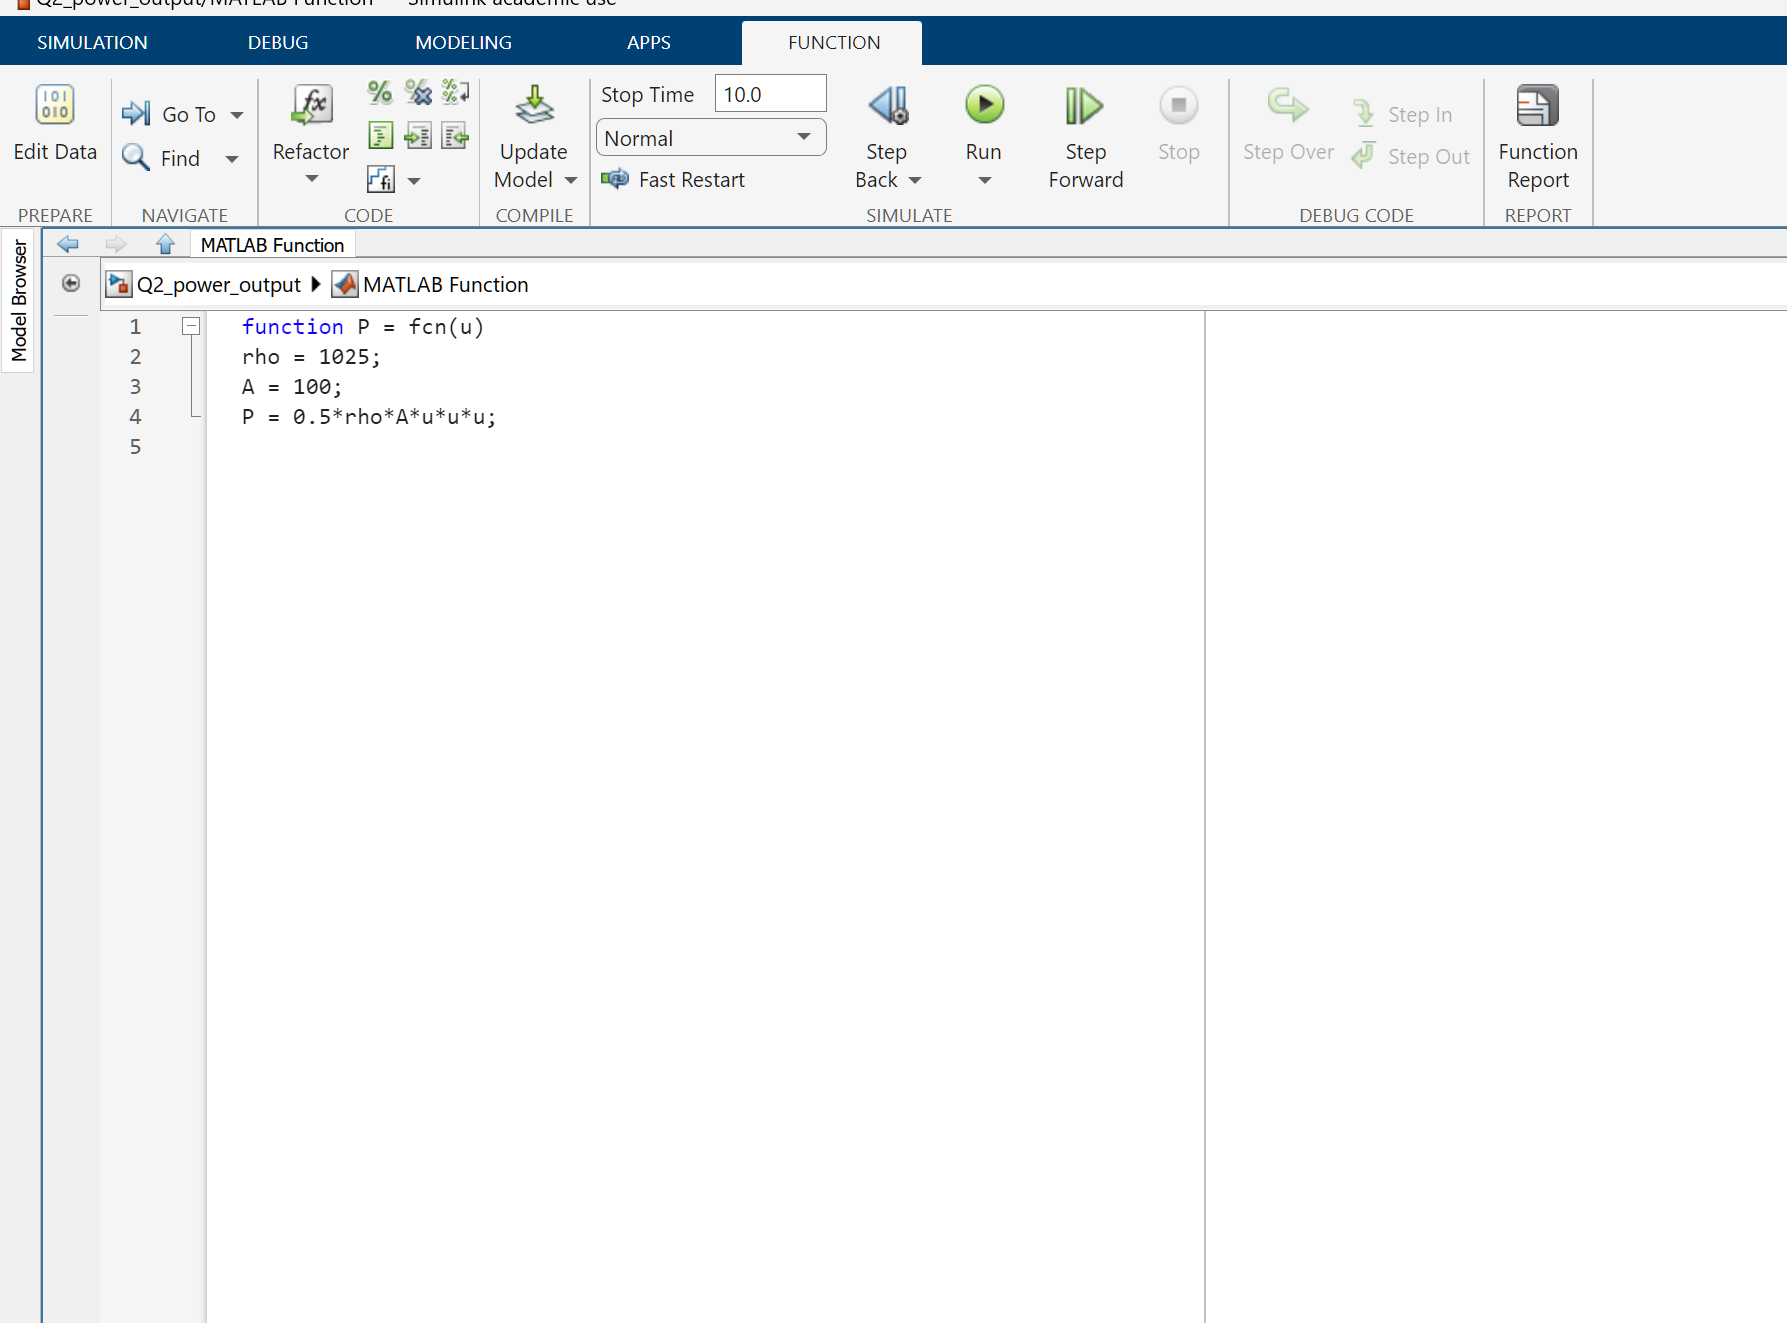 Q2_power_output/MATLAB Function
Simulink academic use
SIMULATION DEBUG MODELING APPS FUNCTION
Edit Data
PREPARE
Go To
Find
NAVIGATE
Refactor
CODE
Update
Model
COMPILE
Stop Time 10.0
Normal
Fast Restart
Step
Back
Run
Step
Forward
Stop
SIMULATE
Step Over
Step In
Step Out
DEBUG CODE
Function
Report
REPORT
Model Browser
MATLAB Function
Q2_power_output MATLAB Function
1 function P = fcn(u)
2 rho = 1025;
3 A = 100;
4 P = 0.5*rho*A*u*u*u;
5